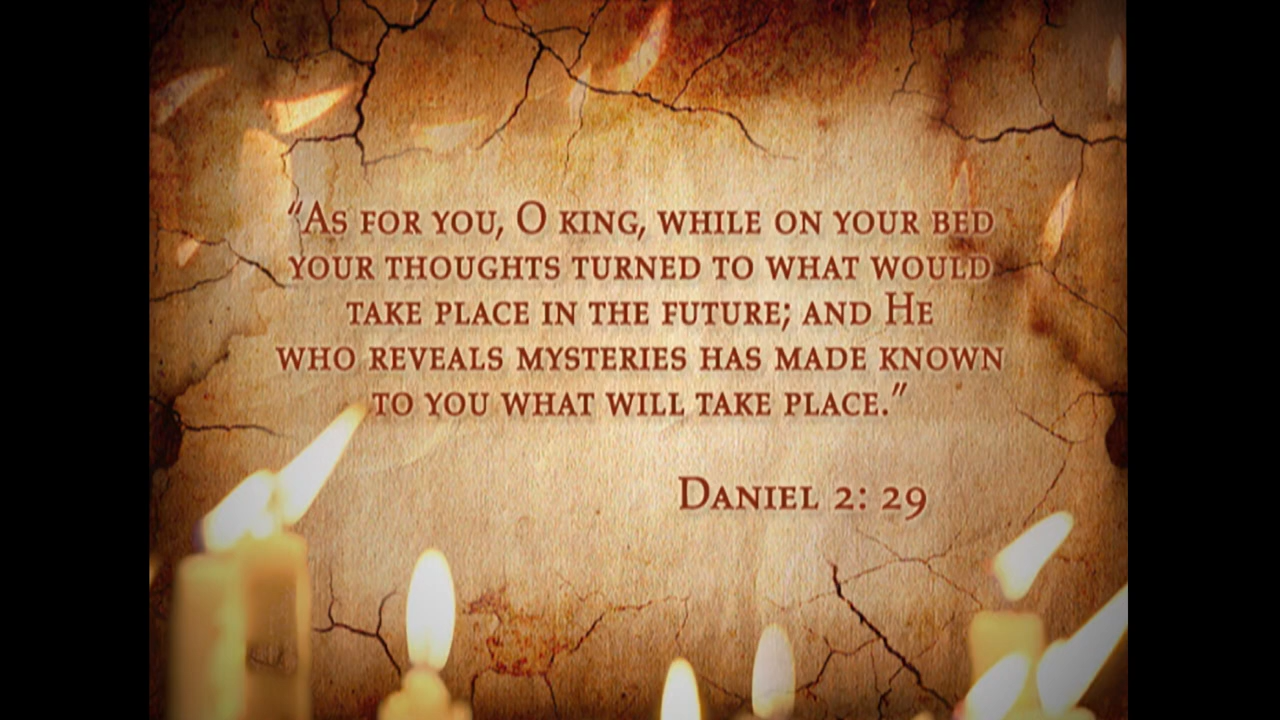 “As for you, O king, while on your bed
your thoughts turned to what would
take place in the future; and He
who reveals mysteries has made known
to you what will take place.”
Daniel 2: 29